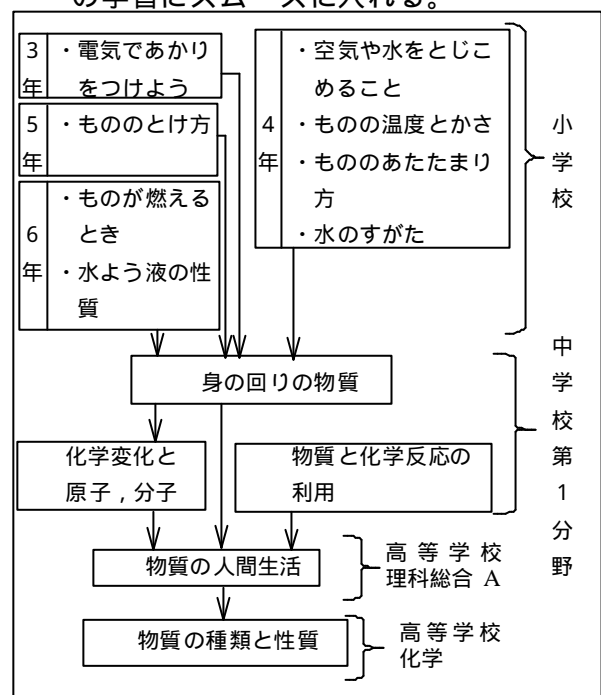 の学習にスムーズに入れる。
3年
・電気であかり
をつけよう
5年
・もののとけ方
6年
・ものが燃える
とき
・水よう液の性
質
4年
・空気や水をとじこ
めること
・ものの温度とかさ
・もののあたたまり
方
・水のすがた
小学校
身の回りの物質
化学変化と
原子，分子
物質と化学反応の
利用
中学校第1分野
物質の人間生活
高等学校
理科総合 A
物質の種類と性質
高等学校
化学